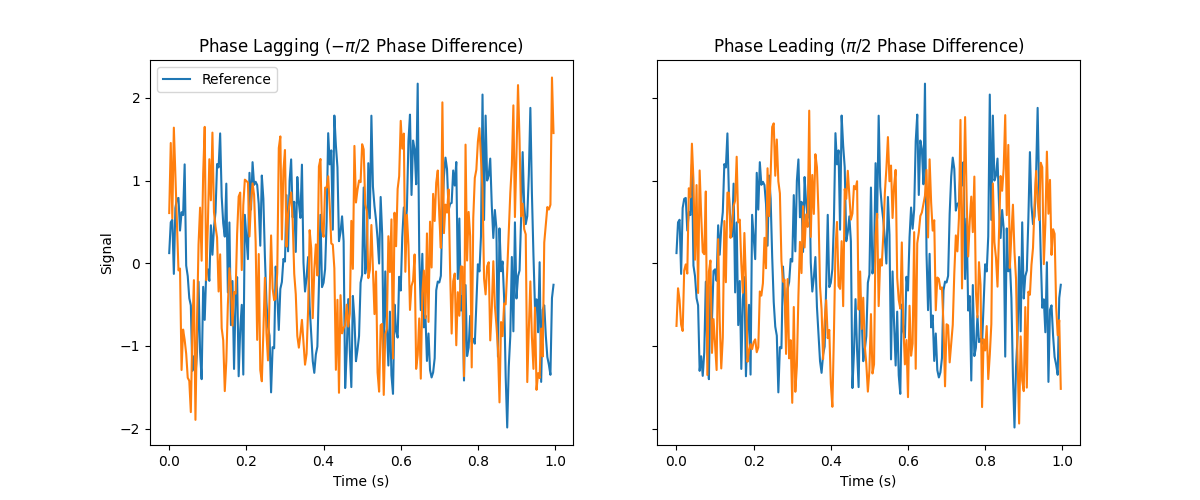 Phase Lagging (−π/2 Phase Difference)
Phase Leading (π/2 Phase Difference)
Reference
2
1
0
−1
−2
Signal
0.0 0.2 0.4 0.6 0.8 1.0
0.0 0.2 0.4 0.6 0.8 1.0
Time (s)
Time (s)